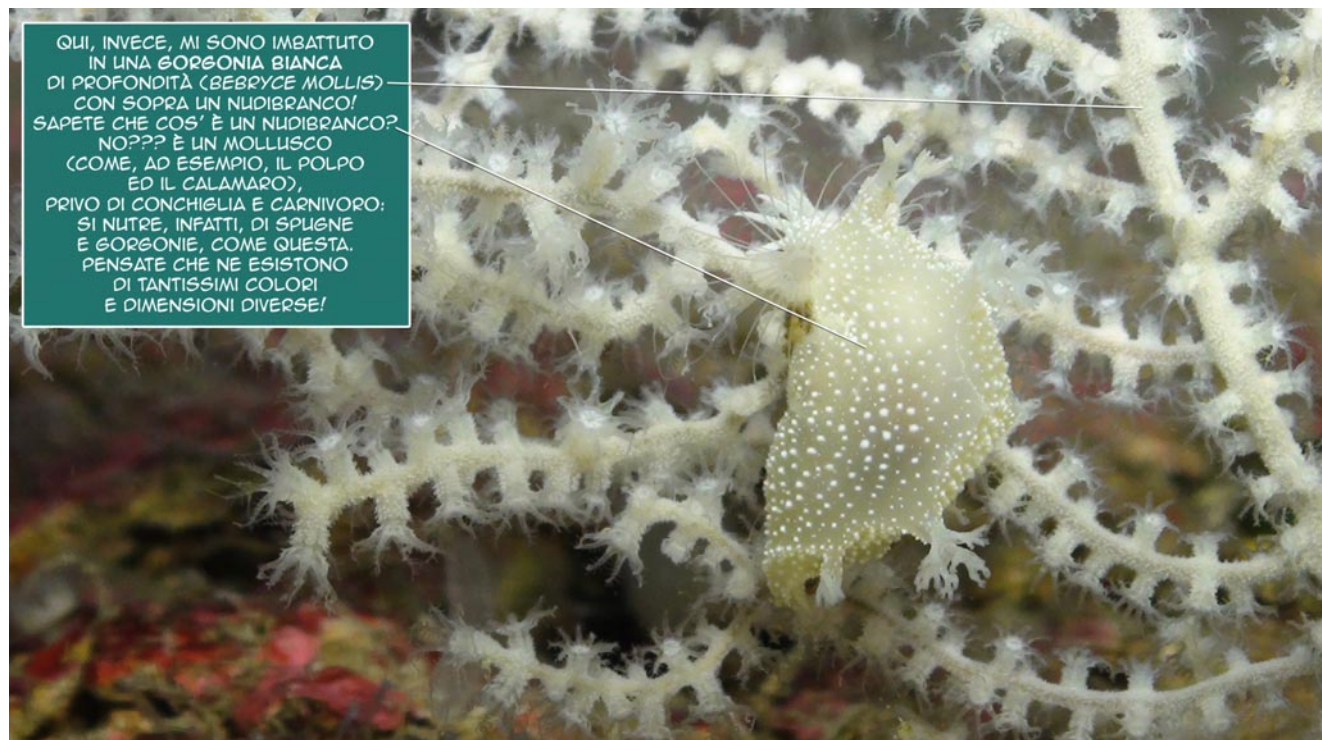 QUI, INVECE, MI SONO IMBATTUTO
IN UNA GORGONIA BIANCA
DI PROFONDITÀ (BEBRYCE MOLLIS)
CON SOPRA UN NUDIBRANCO!
SAPETE CHE COS' È UN NUDIBRANCO?
NO??? È UN MOLLUSCO
(COME, AD ESEMPIO, IL POLPO
ED IL CALAMARO),
PRIVO DI CONCHIGLIA E CARNIVORO:
SI NUTRE, INFATTI, DI SPUGNE
E GORGONIE, COME QUESTA.
PENSATE CHE NE ESISTONO
DI TANTISSIMI COLORI
E DIMENSIONI DIVERSE!